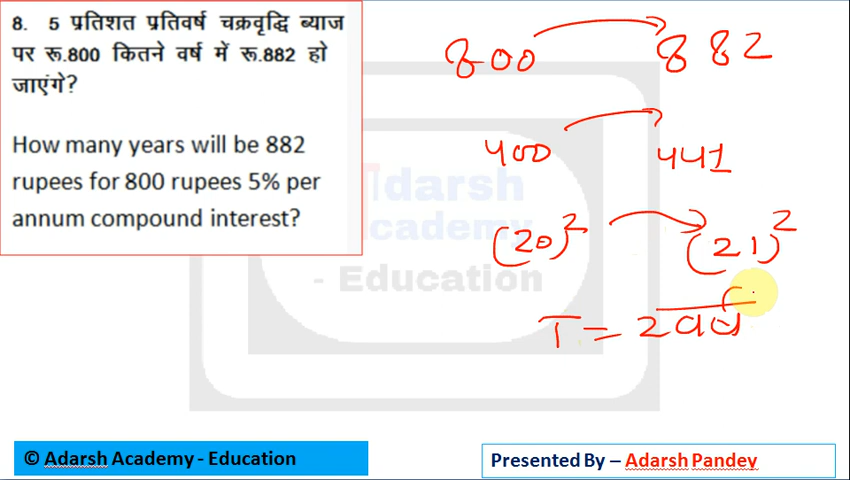 8. 5 प्रतिशत प्रतिवर्ष चक्रवृद्धि ब्याज
पर रू.800 कितने वर्ष में रू.882 हो
जाएंगे?
How many years will be 882
rupees for 800 rupees 5% per
annum compound interest?
800 882
400 441
(20)² (21)²
T = 2 वर्ष
Adarsh
Academy
- Education
© Adarsh Academy - Education
Presented By – Adarsh Pandey